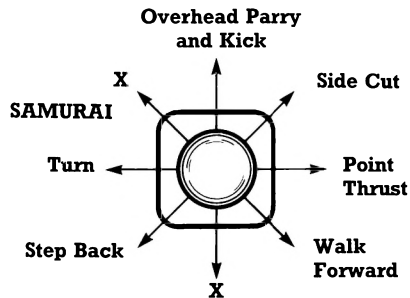 Overhead Parry
and Kick
X
Side Cut
SAMURAI
Turn
Point
Thrust
Step Back
Walk
Forward
X